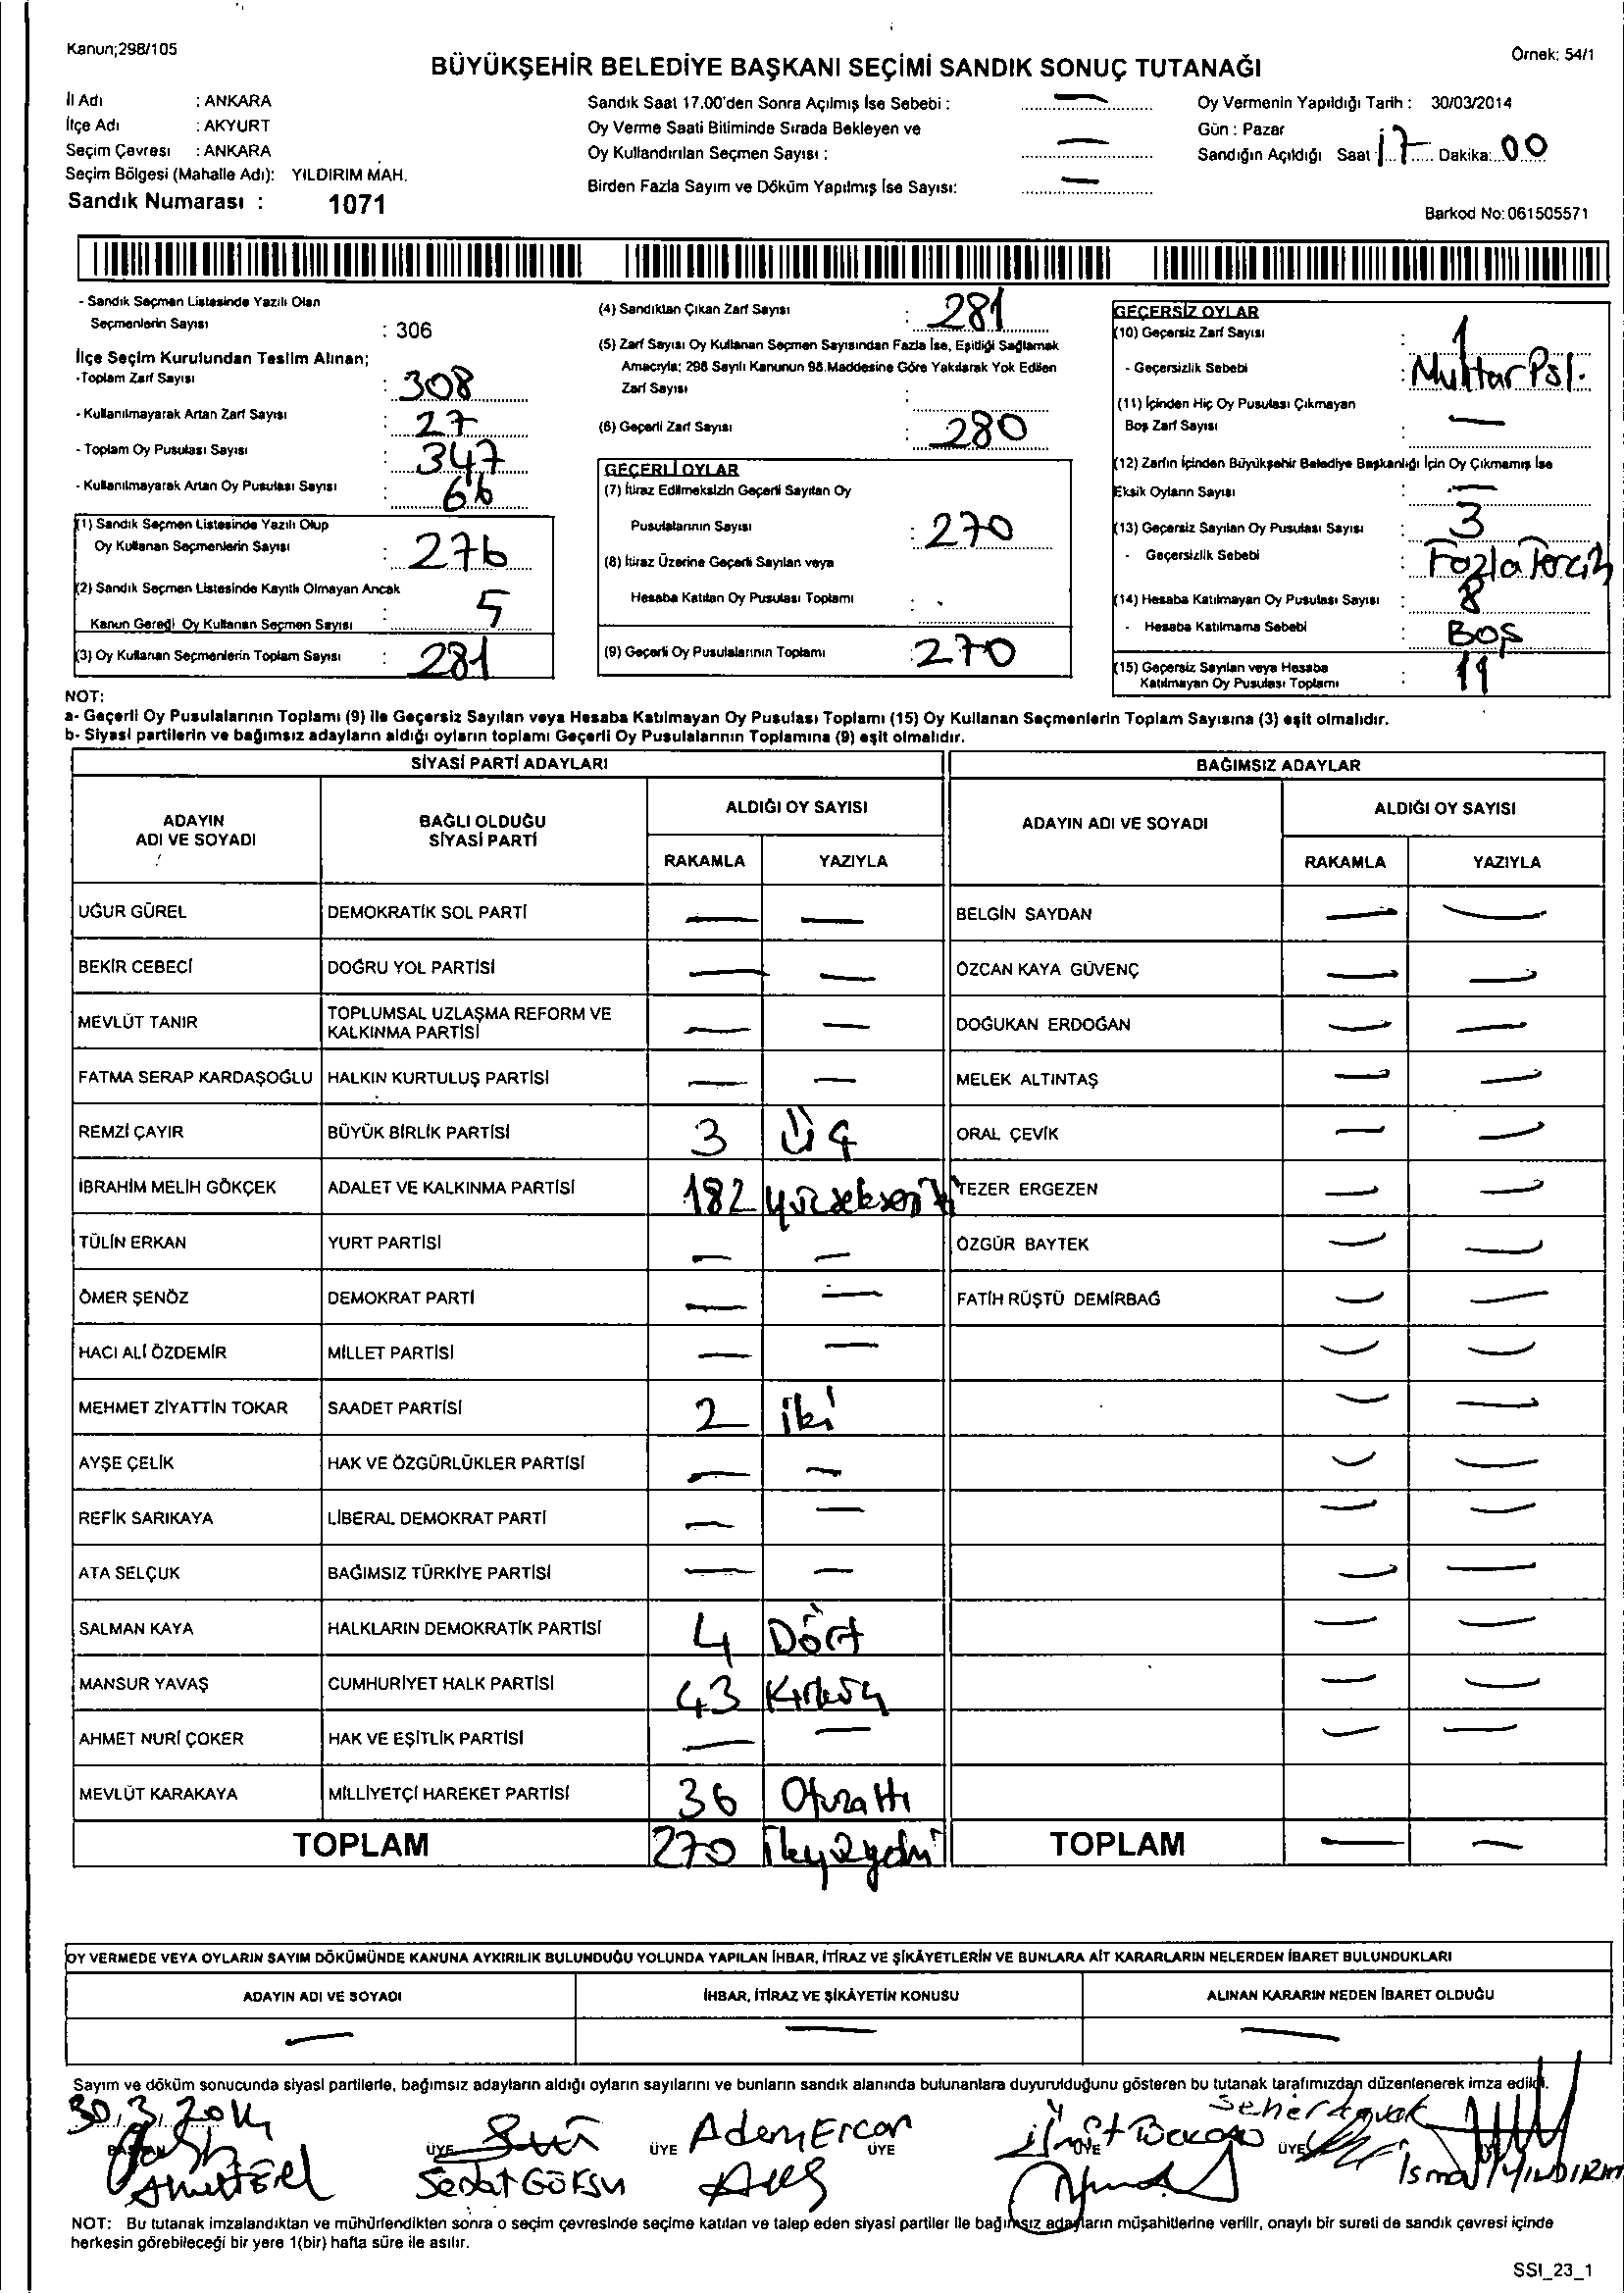 Kanun;298/105
Örnek: 54/1
BÜYÜKŞEHİR BELEDİYE BAŞKANI SEÇİMİ SANDIK SONUÇ TUTANAĞI
İl Adı : ANKARA
İlçe Adı : AKYURT
Seçim Çevresi : ANKARA
Seçim Bölgesi (Mahalle Adı): YILDIRIM MAH.
Sandık Numarası : 1071
Sandık Saat 17.00'den Sonra Açılmış İse Sebebi : —
Oy Verme Saati Bitiminde Sırada Bekleyen ve
Oy Kullandırılan Seçmen Sayısı : —
Birden Fazla Sayım ve Döküm Yapılmış İse Sayısı: —
Oy Vermenin Yapıldığı Tarih : 30/03/2014
Gün : Pazar
Sandığın Açıldığı Saat 17 Dakika: 00
Barkod No:061505571
- Sandık Seçmen Listesinde Yazılı Olan
Seçmenlerin Sayısı : 306
İlçe Seçim Kurulundan Teslim Alınan;
-Toplam Zarf Sayısı : 308
- Kullanılmayarak Artan Zarf Sayısı : 27
- Toplam Oy Pusulası Sayısı : 347
- Kullanılmayarak Artan Oy Pusulası Sayısı : 66
(1) Sandık Seçmen Listesinde Yazılı Olup
Oy Kullanan Seçmenlerin Sayısı : 276
(2) Sandık Seçmen Listesinde Kayıtlı Olmayan Ancak
Kanun Gereği Oy Kullanan Seçmen Sayısı : 5
(3) Oy Kullanan Seçmenlerin Toplam Sayısı : 281
(4) Sandıktan Çıkan Zarf Sayısı : 281
(5) Zarf Sayısı Oy Kullanan Seçmen Sayısından Fazla İse, Eşitliği Sağlamak
Amacıyla; 298 Sayılı Kanunun 98.Maddesine Göre Yakılarak Yok Edilen
Zarf Sayısı :
(6) Geçerli Zarf Sayısı : 280
GEÇERLİ OYLAR
(7) İtiraz Edilmeksizin Geçerli Sayılan Oy
Pusulalarının Sayısı : 270
(8) İtiraz Üzerine Geçerli Sayılan veya
Hesaba Katılan Oy Pusulası Toplamı :
(9) Geçerli Oy Pusulalarının Toplamı : 270
GEÇERSİZ OYLAR
(10) Geçersiz Zarf Sayısı : 1
- Geçersizlik Sebebi : Muhtar Psl.
(11) İçinden Hiç Oy Pusulası Çıkmayan
Boş Zarf Sayısı : —
(12) Zarfın İçinden Büyükşehir Belediye Başkanlığı İçin Oy Çıkmamış İse
Eksik Oyların Sayısı : —
(13) Geçersiz Sayılan Oy Pusulası Sayısı : 3
- Geçersizlik Sebebi : Fazla Tercih
(14) Hesaba Katılmayan Oy Pusulası Sayısı : 8
- Hesaba Katılmama Sebebi : BOŞ
(15) Geçersiz Sayılan veya Hesaba
Katılmayan Oy Pusulası Toplamı : 11
NOT:
a- Geçerli Oy Pusulalarının Toplamı (9) ile Geçersiz Sayılan veya Hesaba Katılmayan Oy Pusulası Toplamı (15) Oy Kullanan Seçmenlerin Toplam Sayısına (3) eşit olmalıdır.
b- Siyasi partilerin ve bağımsız adayların aldığı oyların toplamı Geçerli Oy Pusulalarının Toplamına (9) eşit olmalıdır.
SİYASİ PARTİ ADAYLARI
BAĞIMSIZ ADAYLAR
ADAYIN ADI VE SOYADI
BAĞLI OLDUĞU SİYASİ PARTİ
ALDIĞI OY SAYISI
ADAYIN ADI VE SOYADI
ALDIĞI OY SAYISI
RAKAMLA YAZIYLA RAKAMLA YAZIYLA
UĞUR GÜREL DEMOKRATİK SOL PARTİ — — BELGİN SAYDAN — —
BEKİR CEBECİ DOĞRU YOL PARTİSİ — — ÖZCAN KAYA GÜVENÇ — —
MEVLÜT TANIR TOPLUMSAL UZLAŞMA REFORM VE KALKINMA PARTİSİ — — DOĞUKAN ERDOĞAN — —
FATMA SERAP KARDAŞOĞLU HALKIN KURTULUŞ PARTİSİ — — MELEK ALTINTAŞ — —
REMZİ ÇAYIR BÜYÜK BİRLİK PARTİSİ 3 Üç ORAL ÇEVİK — —
İBRAHİM MELİH GÖKÇEK ADALET VE KALKINMA PARTİSİ 182 yüzseksen iki TEZER ERGEZEN — —
TÜLİN ERKAN YURT PARTİSİ — — ÖZGÜR BAYTEK — —
ÖMER ŞENÖZ DEMOKRAT PARTİ — — FATİH RÜŞTÜ DEMİRBAĞ — —
HACI ALİ ÖZDEMİR MİLLET PARTİSİ — — — —
MEHMET ZİYATTİN TOKAR SAADET PARTİSİ 2 iki — —
AYŞE ÇELİK HAK VE ÖZGÜRLÜKLER PARTİSİ — — — —
REFİK SARIKAYA LİBERAL DEMOKRAT PARTİ — — — —
ATA SELÇUK BAĞIMSIZ TÜRKİYE PARTİSİ — — — —
SALMAN KAYA HALKLARIN DEMOKRATİK PARTİSİ 4 Dört — —
MANSUR YAVAŞ CUMHURİYET HALK PARTİSİ 43 Kırküç — —
AHMET NURİ ÇOKER HAK VE EŞİTLİK PARTİSİ — — — —
MEVLÜT KARAKAYA MİLLİYETÇİ HAREKET PARTİSİ 36 Otuzaltı
TOPLAM 270 İkiyüzyetmiş TOPLAM — —
OY VERMEDE VEYA OYLARIN SAYIM DÖKÜMÜNDE KANUNA AYKIRILIK BULUNDUĞU YOLUNDA YAPILAN İHBAR, İTİRAZ VE ŞİKÂYETLERİN VE BUNLARA AİT KARARLARIN NELERDEN İBARET BULUNDUKLARI
ADAYIN ADI VE SOYADI İHBAR, İTİRAZ VE ŞİKÂYETİN KONUSU ALINAN KARARIN NEDEN İBARET OLDUĞU
— — —
Sayım ve döküm sonucunda siyasi partilerle, bağımsız adayların aldığı oyların sayılarını ve bunların sandık alanında bulunanlara duyurulduğunu gösteren bu tutanak tarafımızdan düzenlenerek imza edildi.
30.3.2014
BAŞKAN ÜYE ÜYE Adem Ercan ÜYE ÜYE ÜYE Seher
Ahmet Erel Sedat GÖKSU İsmail YILDIRIM
NOT: Bu tutanak imzalandıktan ve mühürlendikten sonra o seçim çevresinde seçime katılan ve talep eden siyasi partiler ile bağımsız adayların müşahitlerine verilir, onaylı bir sureti de sandık çevresi içinde
herkesin görebileceği bir yere 1(bir) hafta süre ile asılır.
SSI_23_1